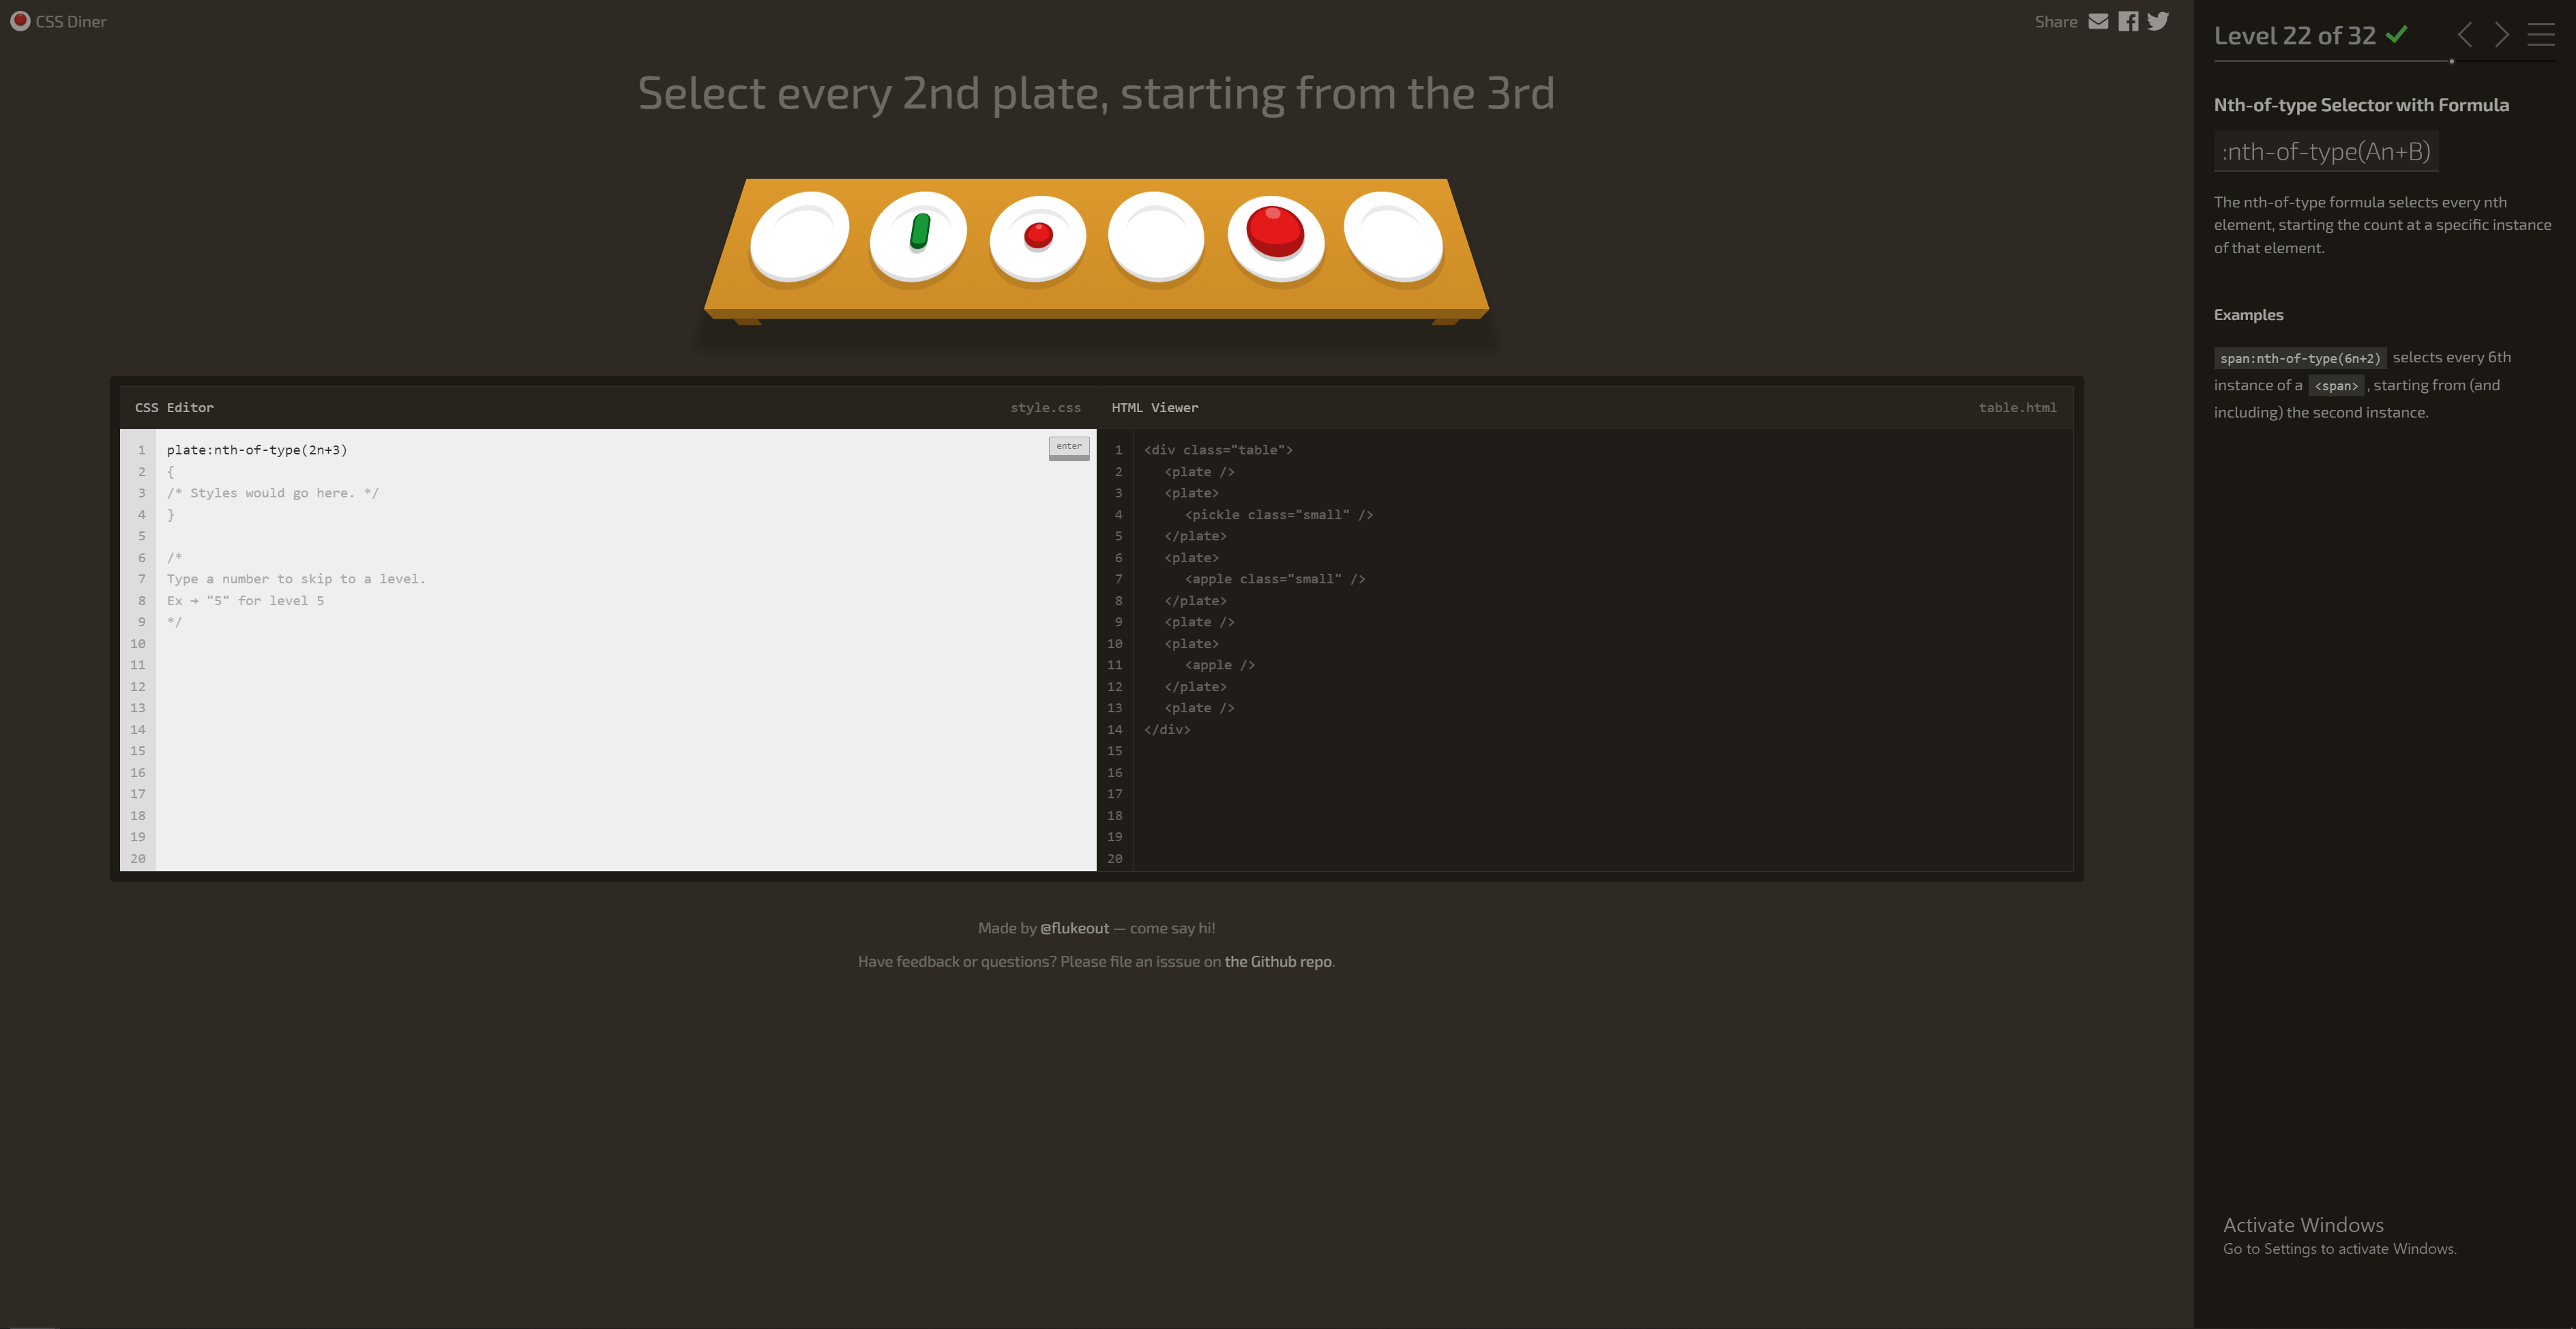 CSS Diner
Share
Select every 2nd plate, starting from the 3rd
CSS Editor
style.css
1 plate:nth-of-type(2n+3)
enter
2 {
3 /* Styles would go here. */
4 }
5
6 /*
7 Type a number to skip to a level.
8 Ex → "5" for level 5
9 */
10
11
12
13
14
15
16
17
18
19
20
HTML Viewer
table.html
1 <div class="table">
2 <plate />
3 <plate>
4 <pickle class="small" />
5 </plate>
6 <plate>
7 <apple class="small" />
8 </plate>
9 <plate />
10 <plate>
11 <apple />
12 </plate>
13 <plate />
14 </div>
15
16
17
18
19
20
Made by @flukeout — come say hi!
Have feedback or questions? Please file an isssue on the Github repo.
Level 22 of 32
Nth-of-type Selector with Formula
:nth-of-type(An+B)
The nth-of-type formula selects every nth
element, starting the count at a specific instance
of that element.
Examples
span:nth-of-type(6n+2) selects every 6th
instance of a <span>, starting from (and
including) the second instance.
Activate Windows
Go to Settings to activate Windows.